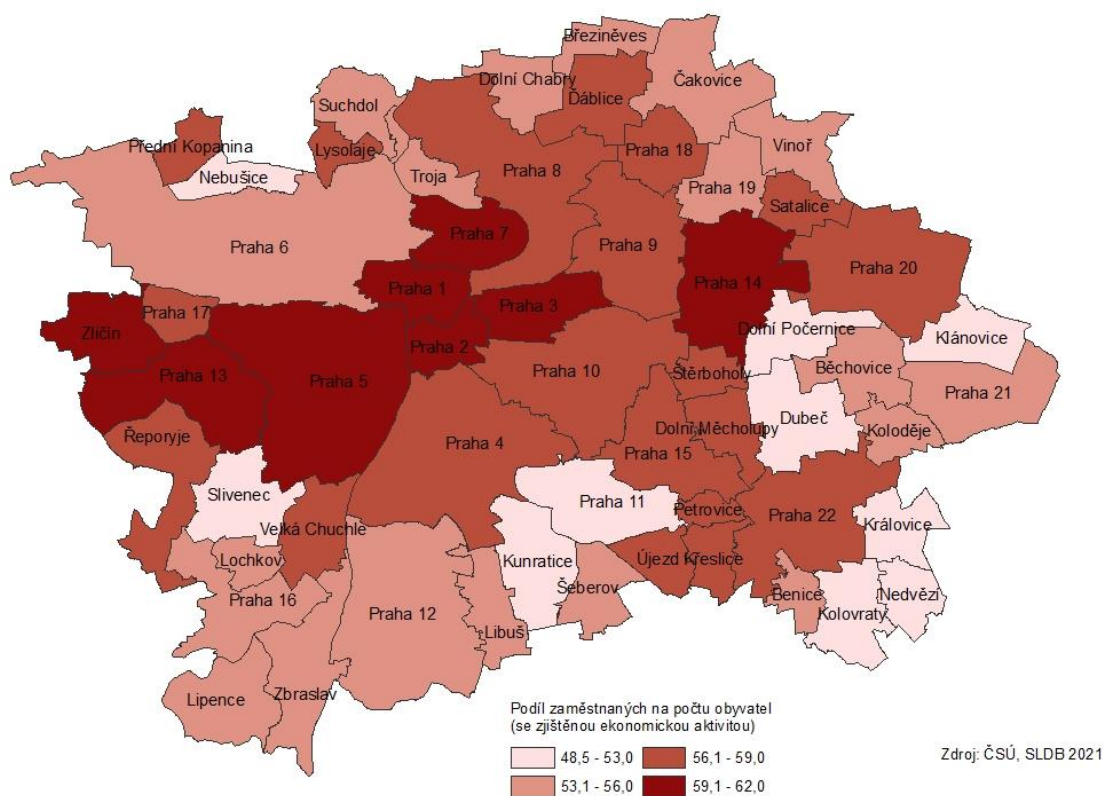 Březiněves
Dolní Chabry
Čakovice
Ďáblice
Suchdol
Přední Kopanina
Lysolaje
Praha 18
Vinoř
Nebušice
Troja
Praha 8
Praha 19
Satalice
Praha 7
Praha 9
Praha 6
Praha 20
Praha 1
Praha 14
Praha 3
Praha 17
Zličín
Dolní Počernice
Klánovice
Praha 2
Praha 13
Praha 5
Praha 10
Štěrboholy
Běchovice
Praha 21
Dubeč
Řeporyje
Praha 4
Dolní Měcholupy
Koloděje
Praha 15
Slivenec
Praha 11
Petrovice
Praha 22
Královice
Velká Chuchle
Lochkov
Kunratice
Újezd
Křeslice
Šeberov
Praha 16
Praha 12
Benice
Nedvězí
Kolovraty
Libuš
Lipence
Zbraslav
Podíl zaměstnaných na počtu obyvatel
(se zjištěnou ekonomickou aktivitou)
48,5 - 53,0
56,1 - 59,0
53,1 - 56,0
59,1 - 62,0
Zdroj: ČSÚ, SLDB 2021